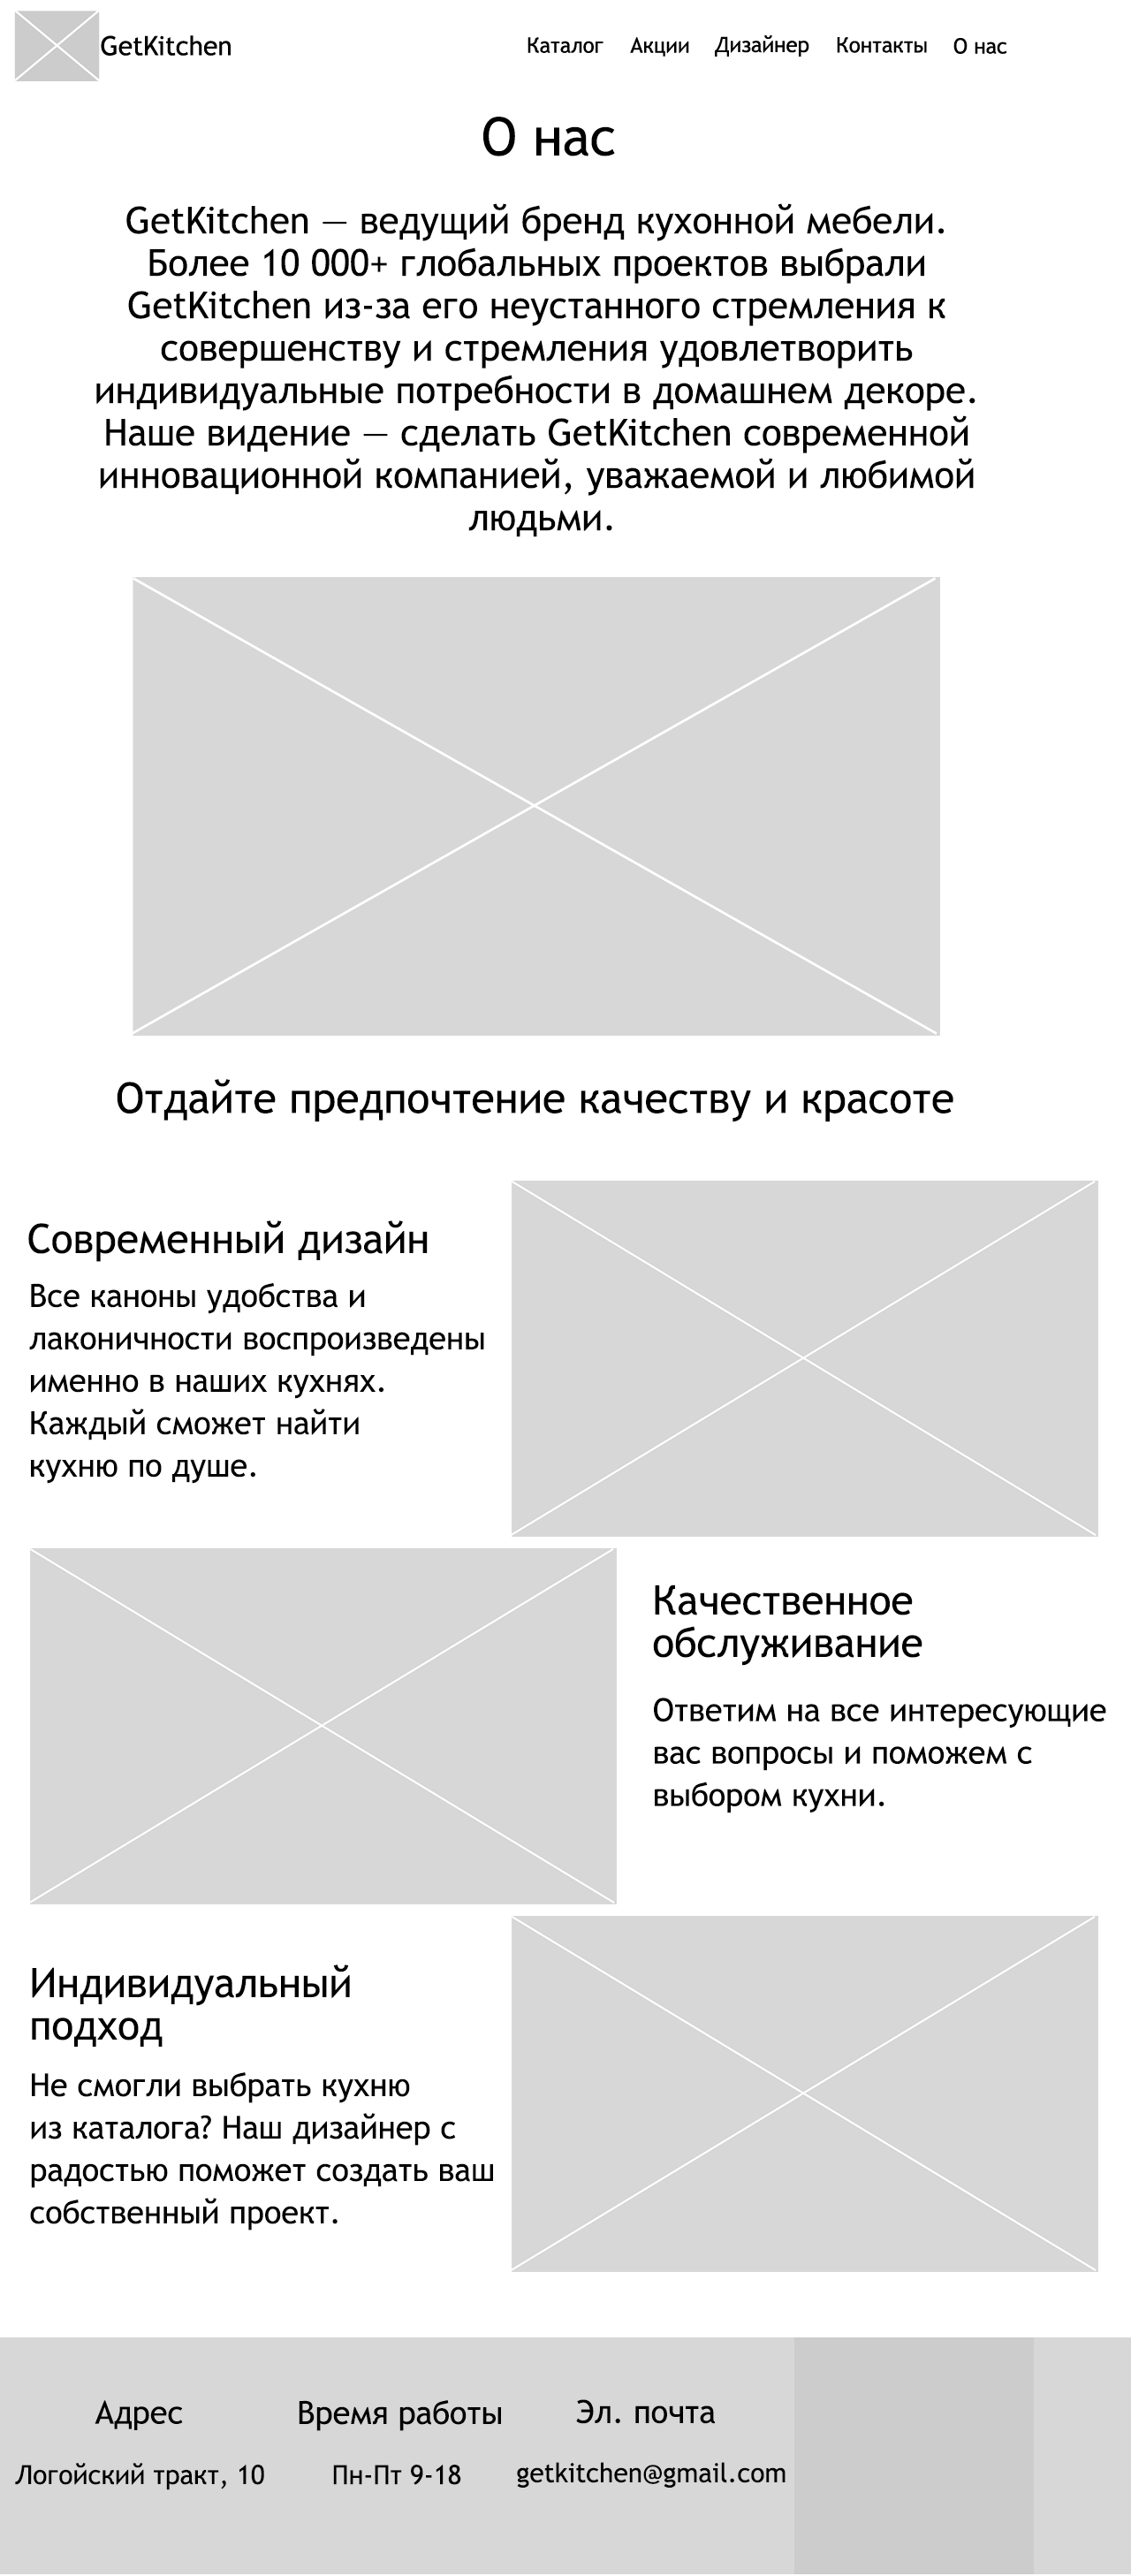 GetKitchen
Каталог Акции Дизайнер Контакты О нас
О нас
GetKitchen — ведущий бренд кухонной мебели.
Более 10 000+ глобальных проектов выбрали
GetKitchen из-за его неустанного стремления к
совершенству и стремления удовлетворить
индивидуальные потребности в домашнем декоре.
Наше видение — сделать GetKitchen современной
инновационной компанией, уважаемой и любимой
людьми.
Отдайте предпочтение качеству и красоте
Современный дизайн
Все каноны удобства и
лаконичности воспроизведены
именно в наших кухнях.
Каждый сможет найти
кухню по душе.
Качественное
обслуживание
Ответим на все интересующие
вас вопросы и поможем с
выбором кухни.
Индивидуальный
подход
Не смогли выбрать кухню
из каталога? Наш дизайнер с
радостью поможет создать ваш
собственный проект.
Адрес Время работы Эл. почта
Логойский тракт, 10 Пн-Пт 9-18 getkitchen@gmail.com